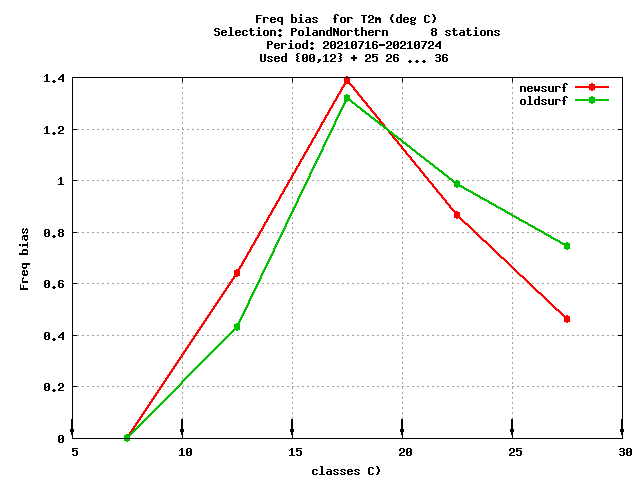 Freq bias  for T2m (deg C)
Selection: PolandNorthern      8 stations
Period: 20210716-20210724
Used {00,12} + 25 26 ... 36
newsurf
oldsurf
1.4
1.2
1
0.8
0.6
0.4
0.2
0
Freq bias
5 10 15 20 25 30
classes C)